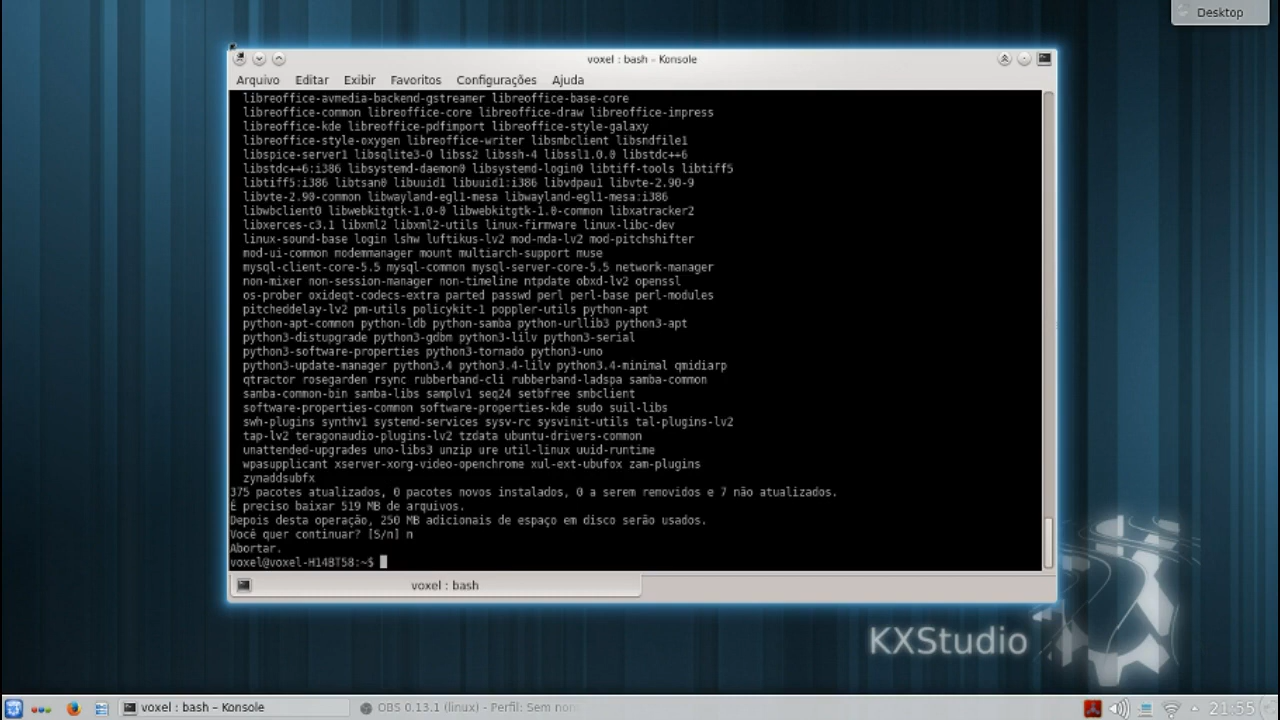 Desktop
voxel : bash – Konsole
Arquivo Editar Exibir Favoritos Configurações Ajuda
libreoffice-avmedia-backend-gstreamer libreoffice-base-core
libreoffice-common libreoffice-core libreoffice-draw libreoffice-impress
libreoffice-kde libreoffice-pdfimport libreoffice-style-galaxy
libreoffice-style-oxygen libreoffice-writer libsmbclient libsndfile1
libspice-server1 libsqlite3-0 libss2 libssh-4 libssl1.0.0 libstdc++6
libstdc++6:i386 libsystemd-daemon0 libsystemd-login0 libtiff-tools libtiff5
libtiff5:i386 libtsan0 libuuid1 libuuid1:i386 libvdpau1 libvte-2.90-9
libvte-2.90-common libwayland-egl1-mesa libwayland-egl1-mesa:i386
libwbclient0 libwebkitgtk-1.0-0 libwebkitgtk-1.0-common libxatracker2
libxerces-c3.1 libxml2 libxml2-utils linux-firmware linux-libc-dev
linux-sound-base login lshw luftikus-lv2 mod-mda-lv2 mod-pitchshifter
mod-ui-common modemmanager mount multiarch-support muse
mysql-client-core-5.5 mysql-common mysql-server-core-5.5 network-manager
non-mixer non-session-manager non-timeline ntpdate obxd-lv2 openssl
os-prober oxideqt-codecs-extra parted passwd perl perl-base perl-modules
pitcheddelay-lv2 pm-utils policykit-1 poppler-utils python-apt
python-apt-common python-ldb python-samba python-urllib3 python3-apt
python3-distupgrade python3-gdbm python3-lilv python3-serial
python3-software-properties python3-tornado python3-uno
python3-update-manager python3.4 python3.4-lilv python3.4-minimal qmidiarp
qtractor rosegarden rsync rubberband-cli rubberband-ladspa samba-common
samba-common-bin samba-libs samplv1 seq24 setbfree smbclient
software-properties-common software-properties-kde sudo suil-libs
swh-plugins synthv1 systemd-services sysv-rc sysvinit-utils tal-plugins-lv2
tap-lv2 teragonaudio-plugins-lv2 tzdata ubuntu-drivers-common
unattended-upgrades uno-libs3 unzip ure util-linux uuid-runtime
wpasupplicant xserver-xorg-video-openchrome xul-ext-ubufox zam-plugins
zynaddsubfx
375 pacotes atualizados, 0 pacotes novos instalados, 0 a serem removidos e 7 não atualizados.
É preciso baixar 519 MB de arquivos.
Depois desta operação, 250 MB adicionais de espaço em disco serão usados.
Você quer continuar? [S/n] n
Abortar.
voxel@voxel-H14BT58:~$
voxel : bash
KXStudio
voxel : bash – Konsole
OBS 0.13.1 (linux) - Perfil: Sem non
21:55